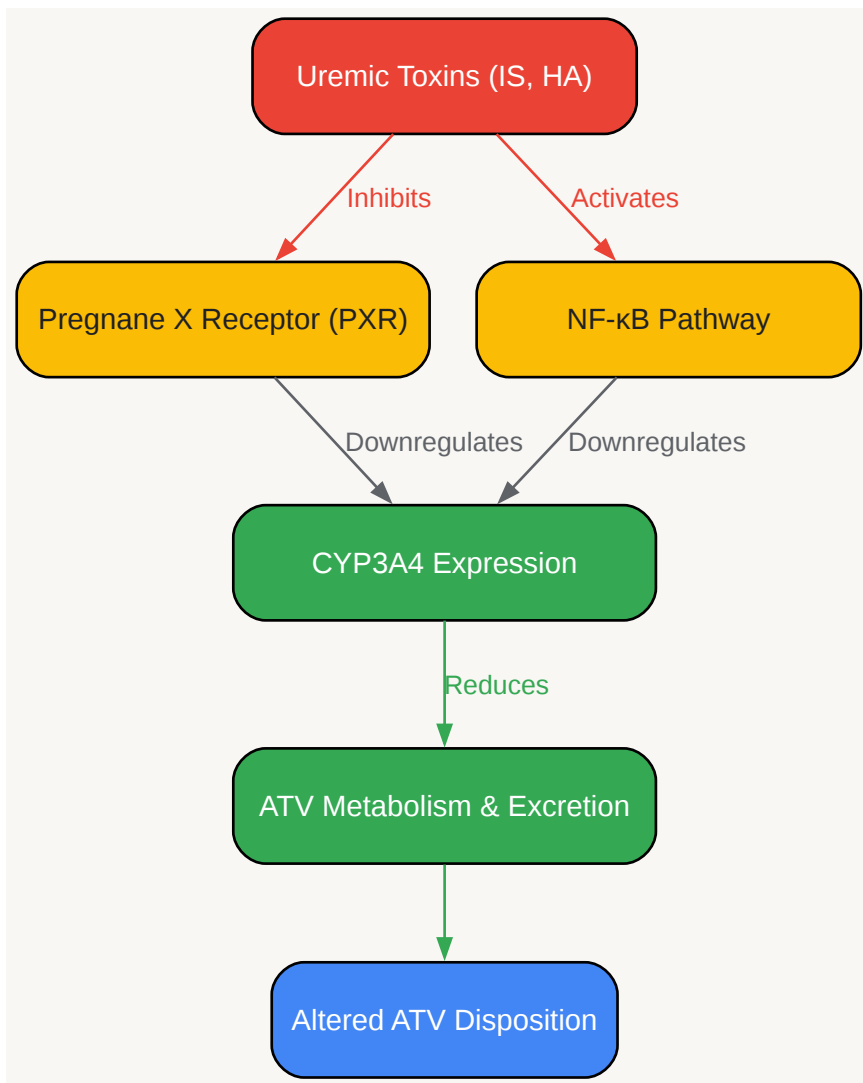 Uremic Toxins (IS, HA)
Inhibits
Activates
Pregnane X Receptor (PXR)
NF-κB Pathway
Downregulates
Downregulates
CYP3A4 Expression
Reduces
ATV Metabolism & Excretion
Altered ATV Disposition